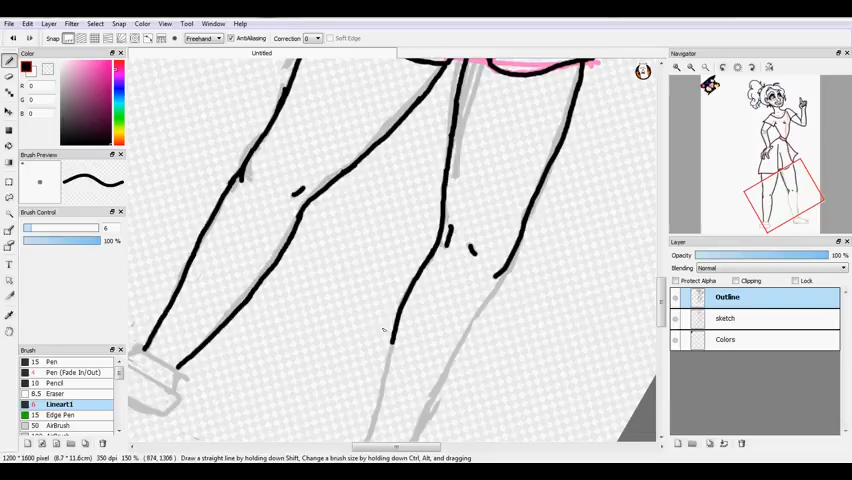 File Edit Layer Filter Select Snap Color View Tool Window Help
Snap
Freehand
AntiAliasing
Correction 0
Soft Edge
Untitled
Color
R 0
G 0
B 0
Brush Preview
Brush Control
6
100 %
Brush
15 Pen
4 Pen (Fade In/Out)
10 Pencil
8.5 Eraser
6 Lineart1
15 Edge Pen
50 AirBrush
Navigator
Layer
Opacity 100 %
Blending Normal
Protect Alpha Clipping Lock
Outline
sketch
Colors
1200 * 1600 pixel (8.7 * 11.6cm) 350 dpi 150 % (874, 1306) Draw a straight line by holding down Shift, Change a brush size by holding down Ctrl, Alt, and dragging